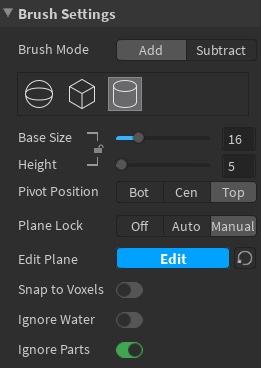 Brush Settings
Brush Mode Add Subtract
Base Size 16
Height 5
Pivot Position Bot Cen Top
Plane Lock Off Auto Manual
Edit Plane Edit
Snap to Voxels
Ignore Water
Ignore Parts